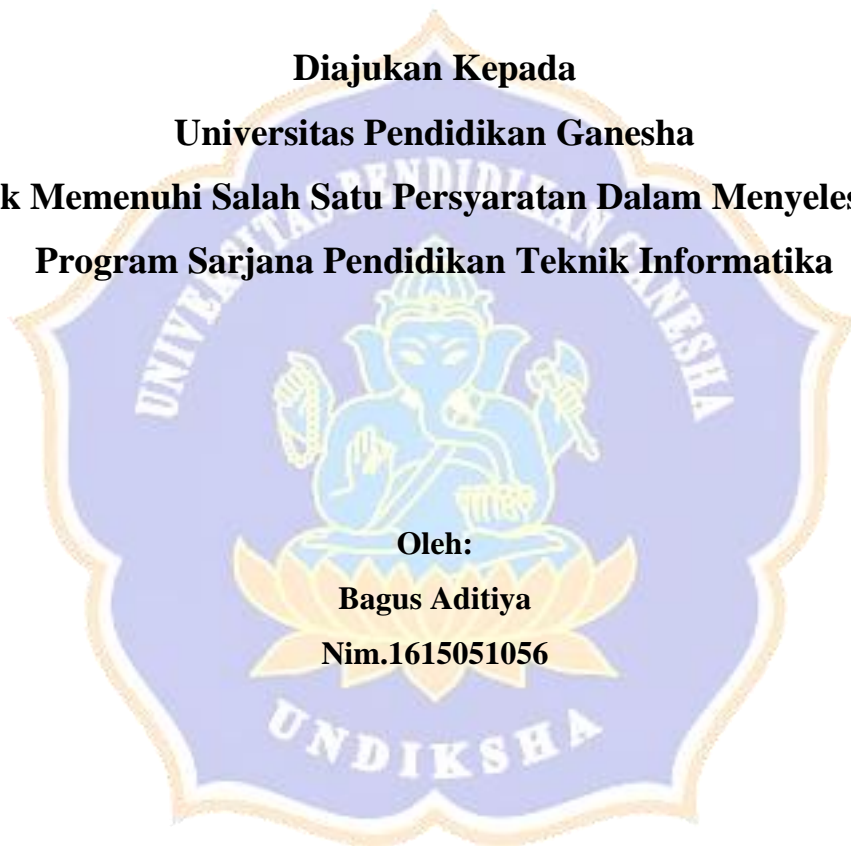 Diajukan Kepada
Universitas Pendidikan Ganesha
k Memenuhi Salah Satu Persyaratan Dalam Menyeles
Program Sarjana Pendidikan Teknik Informatika
UNIVERSITAS PENDIDIKAN GANESHA
Oleh:
Bagus Aditiya
Nim.1615051056
UNDIKSHA